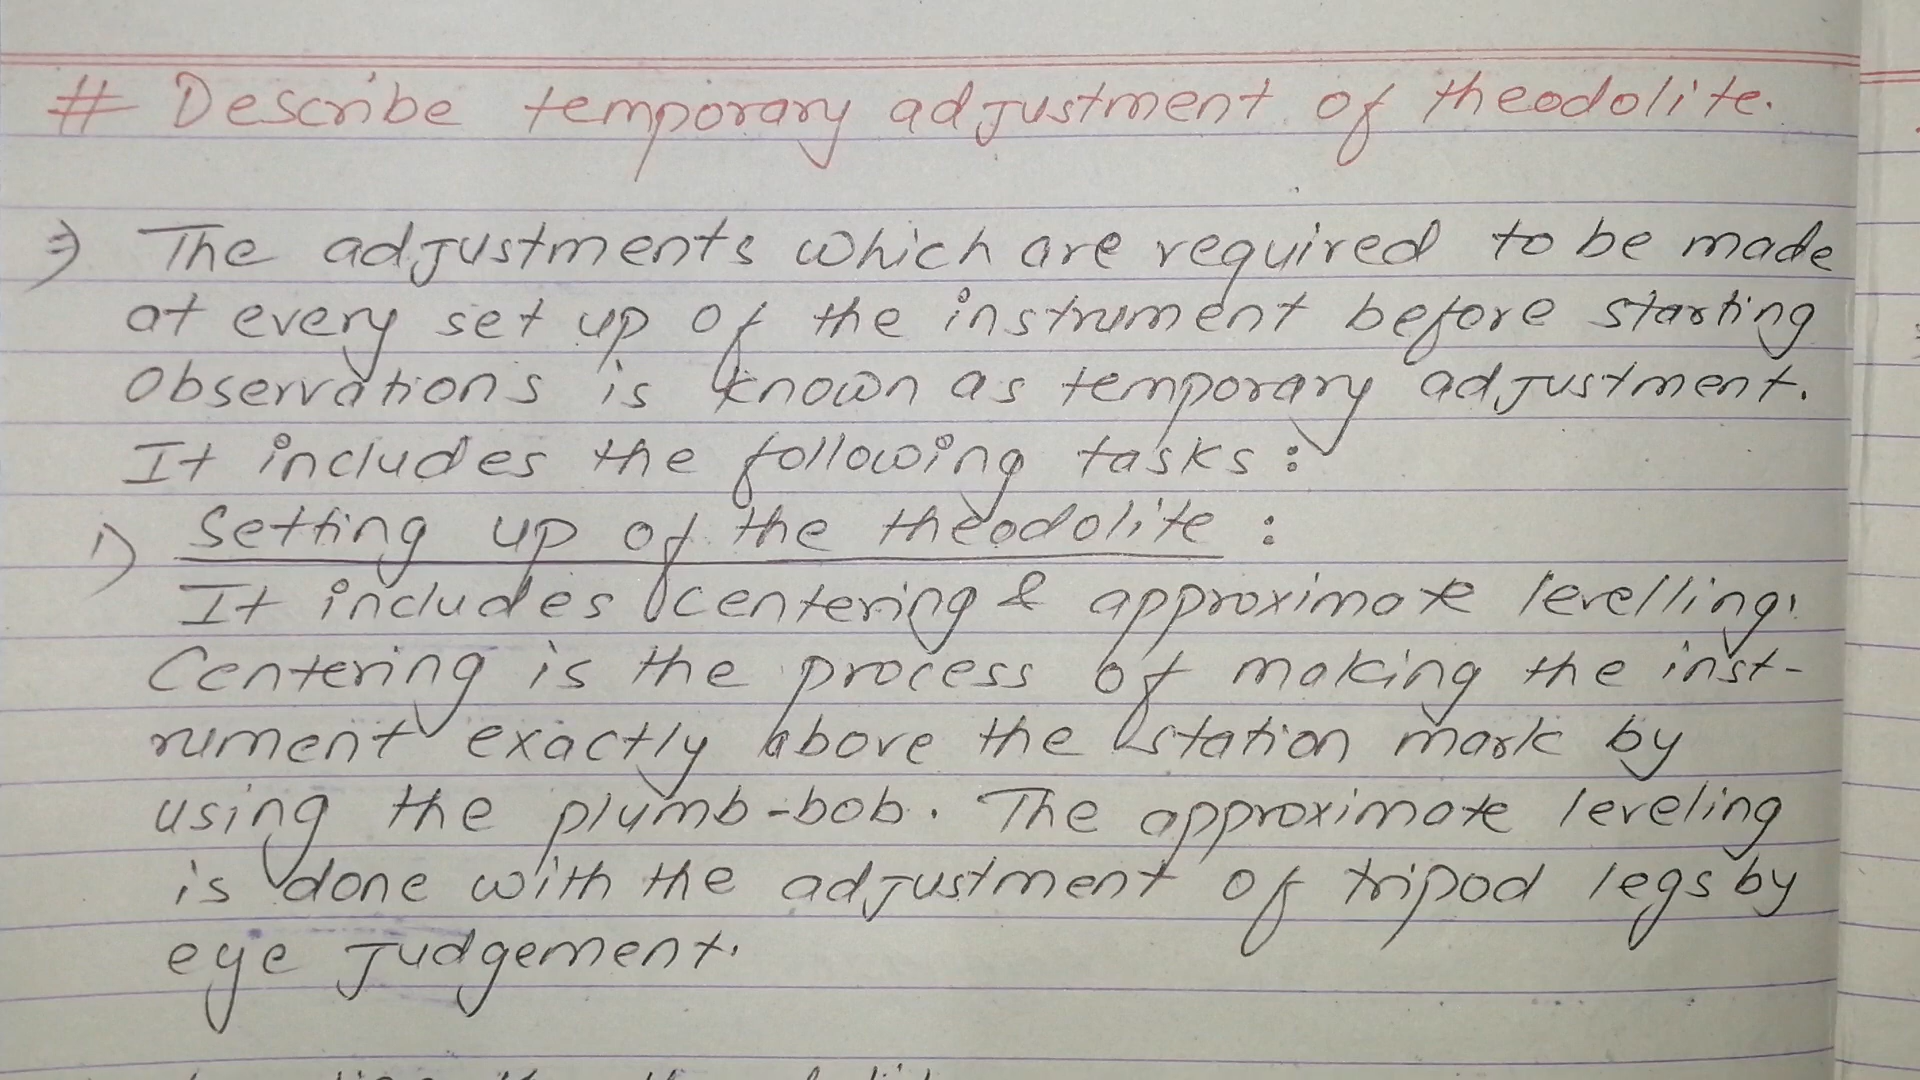 # Describe temporary adjustment of theodolite.
⇒ The adjustments which are required to be made
at every set up of the instrument before starting
observations is known as temporary adjustment.
It includes the following tasks :
1) Setting up of the theodolite :
It includes centering & approximate levelling.
Centering is the process of making the inst-
rument exactly above the station mark by
using the plumb-bob. The approximate leveling
is done with the adjustment of tripod legs by
eye judgement.